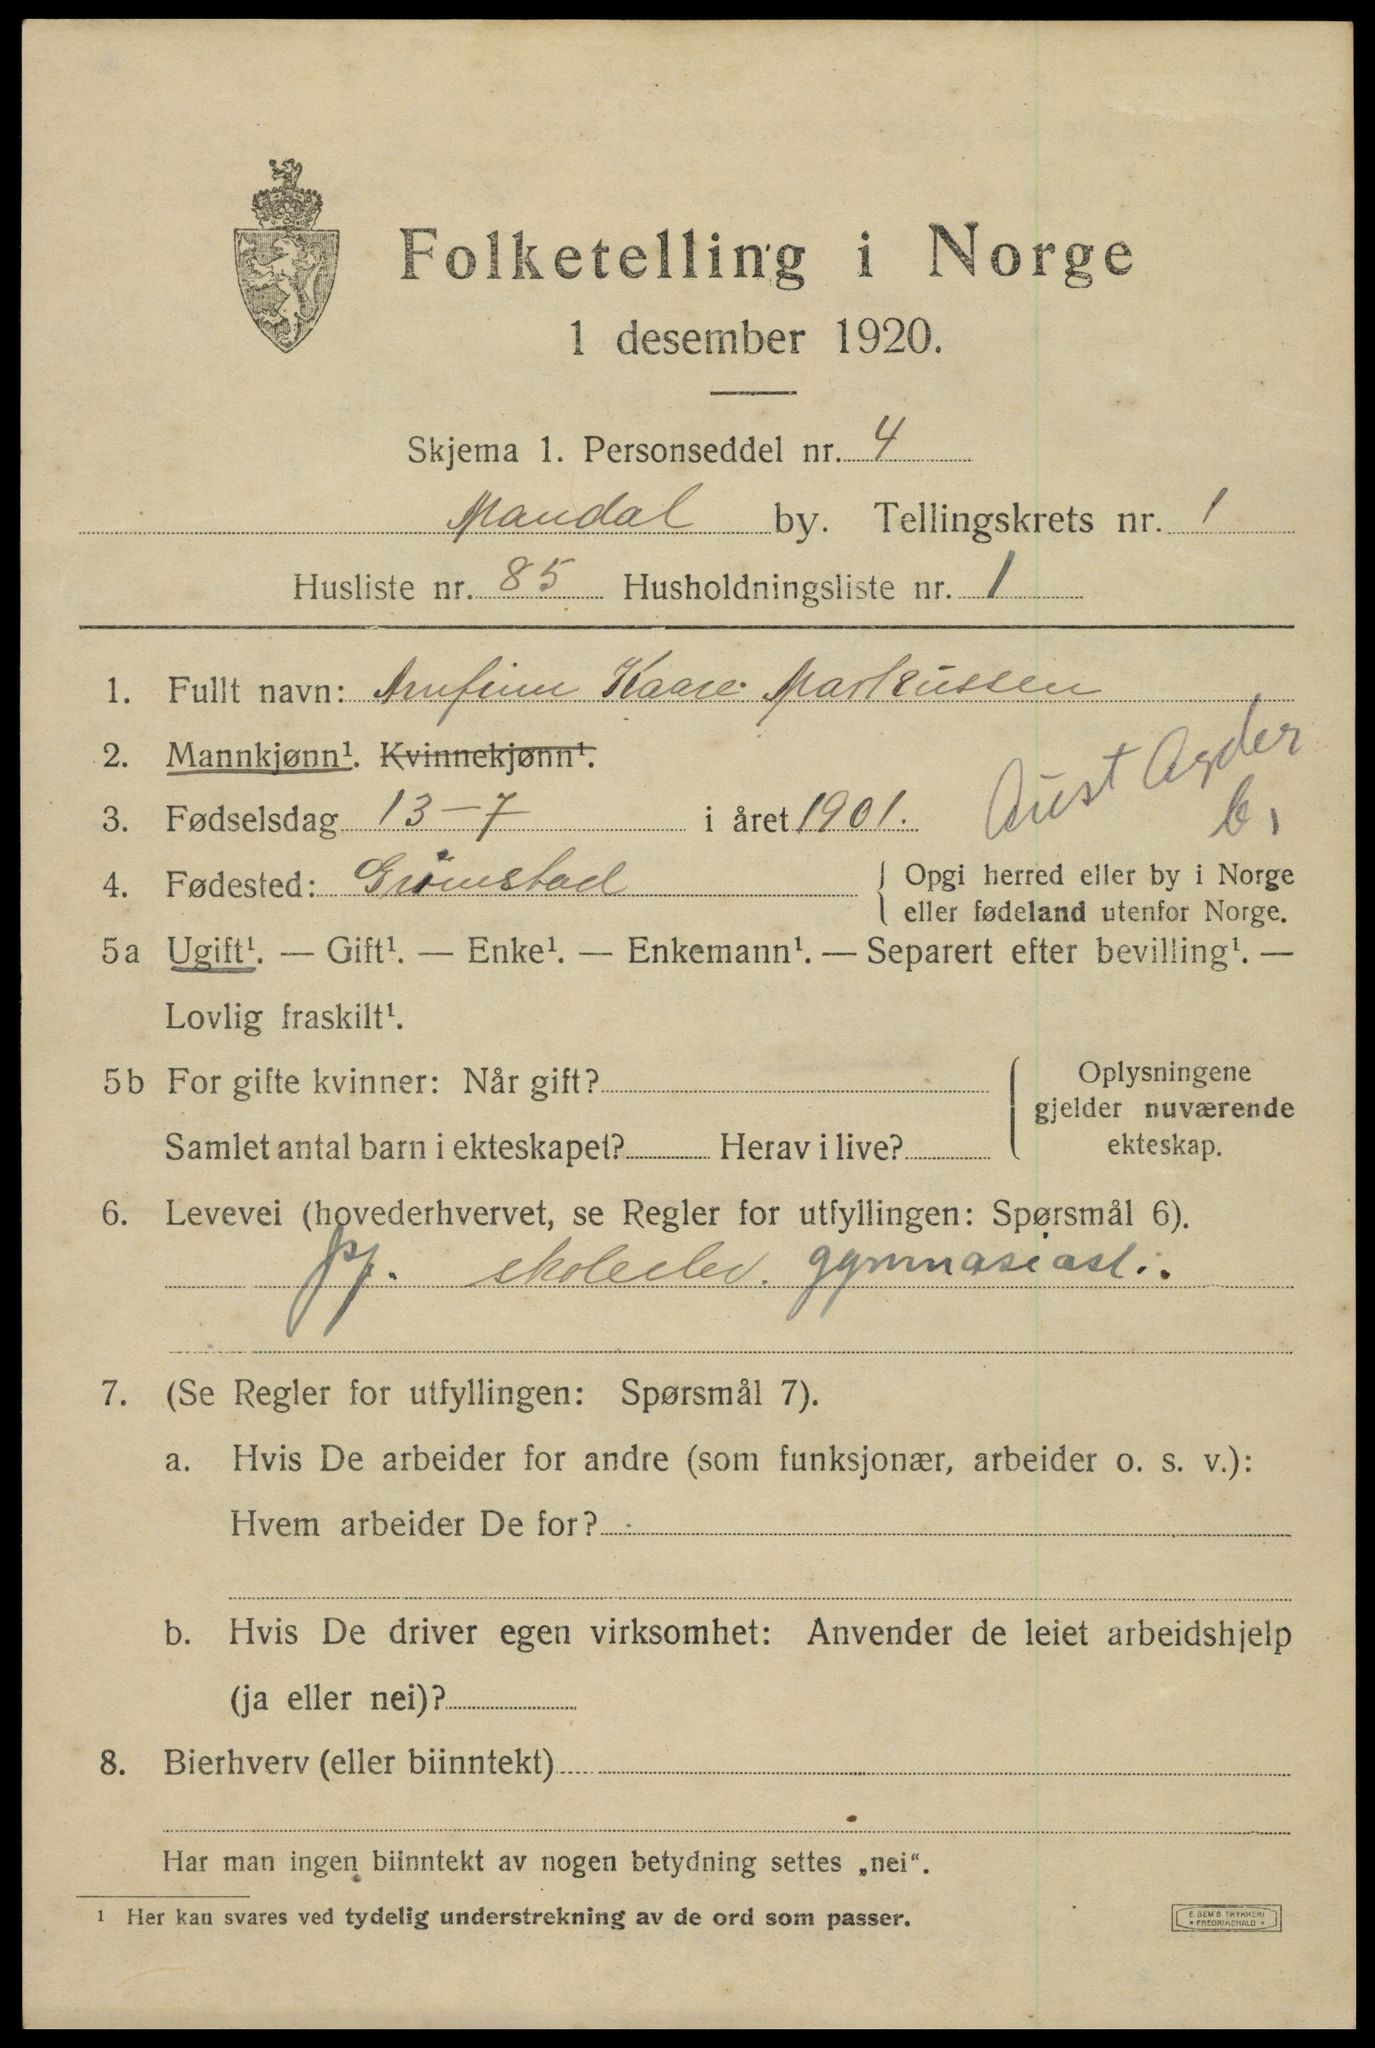 Folketelling i Norge
1 desember 1920.
Skjema 1. Personseddel nr. 4
Mandal by. Tellingskrets nr. 1
Husliste nr. 85 Husholdningsliste nr. 1
1. Fullt navn: Arnfinn Kaare Markussen
2. Mannkjønn¹. Kvinnekjønn¹.
Aust Agder
b,
3. Fødselsdag 13-7 i året 1901.
4. Fødested: Grimstad { Opgi herred eller by i Norge
eller fødeland utenfor Norge.
5a Ugift¹. — Gift¹. — Enke¹. — Enkemann¹. — Separert efter bevilling¹. —
Lovlig fraskilt¹.
5b For gifte kvinner: Når gift?
Samlet antal barn i ekteskapet? Herav i live?
Oplysningene
gjelder nuværende
ekteskap.
6. Levevei (hovederhvervet, se Regler for utfyllingen: Spørsmål 6).
skoleelev. gymnasiast.
7. (Se Regler for utfyllingen: Spørsmål 7).
a. Hvis De arbeider for andre (som funksjonær, arbeider o. s. v.):
Hvem arbeider De for?
b. Hvis De driver egen virksomhet: Anvender de leiet arbeidshjelp
(ja eller nei)?
8. Bierhverv (eller biinntekt)
Har man ingen biinntekt av nogen betydning settes „nei“.
¹ Her kan svares ved tydelig understrekning av de ord som passer.
E. SEM'S TRYKKERI
• FREDRIKSHALD •